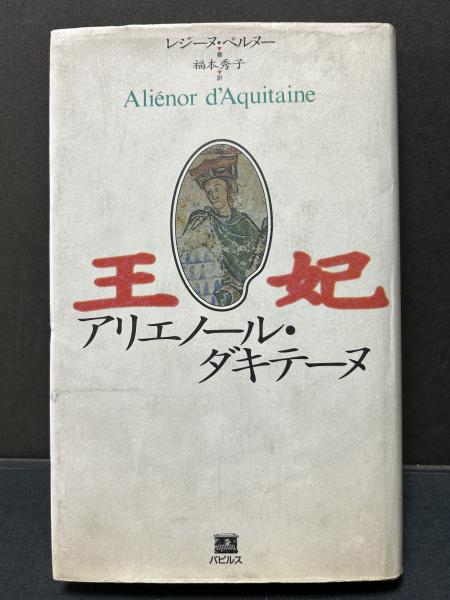 レジーヌ・ペルヌー
▼著
福本秀子
▼訳
Aliénor d'Aquitaine
王妃
アリエノール・
ダキテーヌ
パピルス